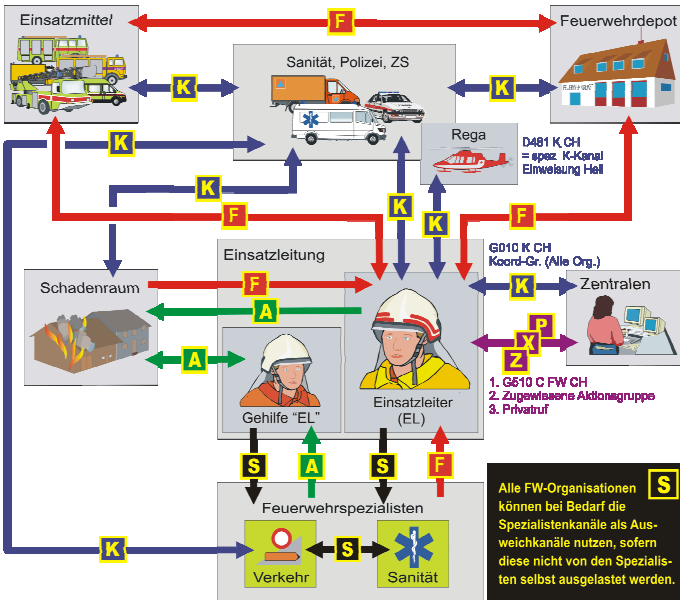 Einsatzmittel
F
Feuerwehrdepot
Sanität, Polizei, ZS
K
K
K
Rega
D481 K CH
= spez K-Kanal
Einweisung Heli
K
F
K
K
F
G010 K CH
Koord-Gr. (Alle Org.)
Einsatzleitung
Schadenraum
F
A
K
Zentralen
P
X
Z
A
1. G510 C FW CH
2. Zugewiesene Aktionsgruppe
3. Privatruf
Gehilfe “EL”
Einsatzleiter
(EL)
S
A
S
F
Feuerwehrspezialisten
K
S
Verkehr
Sanität
S
Alle FW-Organisationen
können bei Bedarf die
Spezialistenkanäle als Aus-
weichkanäle nutzen, sofern
diese nicht von den Spezialis-
ten selbst ausgelastet werden.